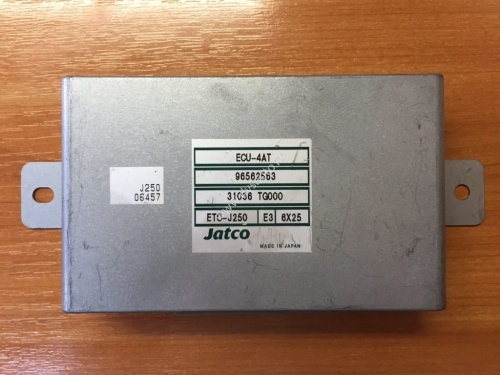 ECU-4AT
96562563
31036 TG000
ETC-J250 E3 6X25
Jatco
MADE IN JAPAN
J250
06457